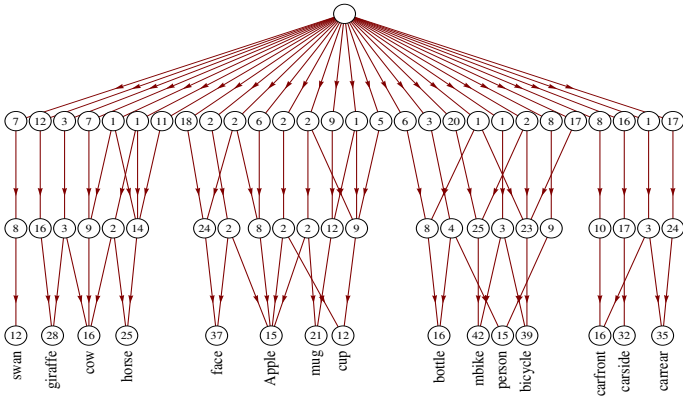 7 12 3 7 1 1 11 18 2 2 6 2 2 9 1 5 6 3 20 1 1 2 8 17 8 16 1 17
8 16 3 9 2 14 24 2 8 2 2 12 9 8 4 25 3 23 9 10 17 3 24
12 28 16 25 37 15 21 12 16 42 15 39 16 32 35
swan giraffe cow horse face Apple mug cup bottle mbike person bicycle carfront carside carrear